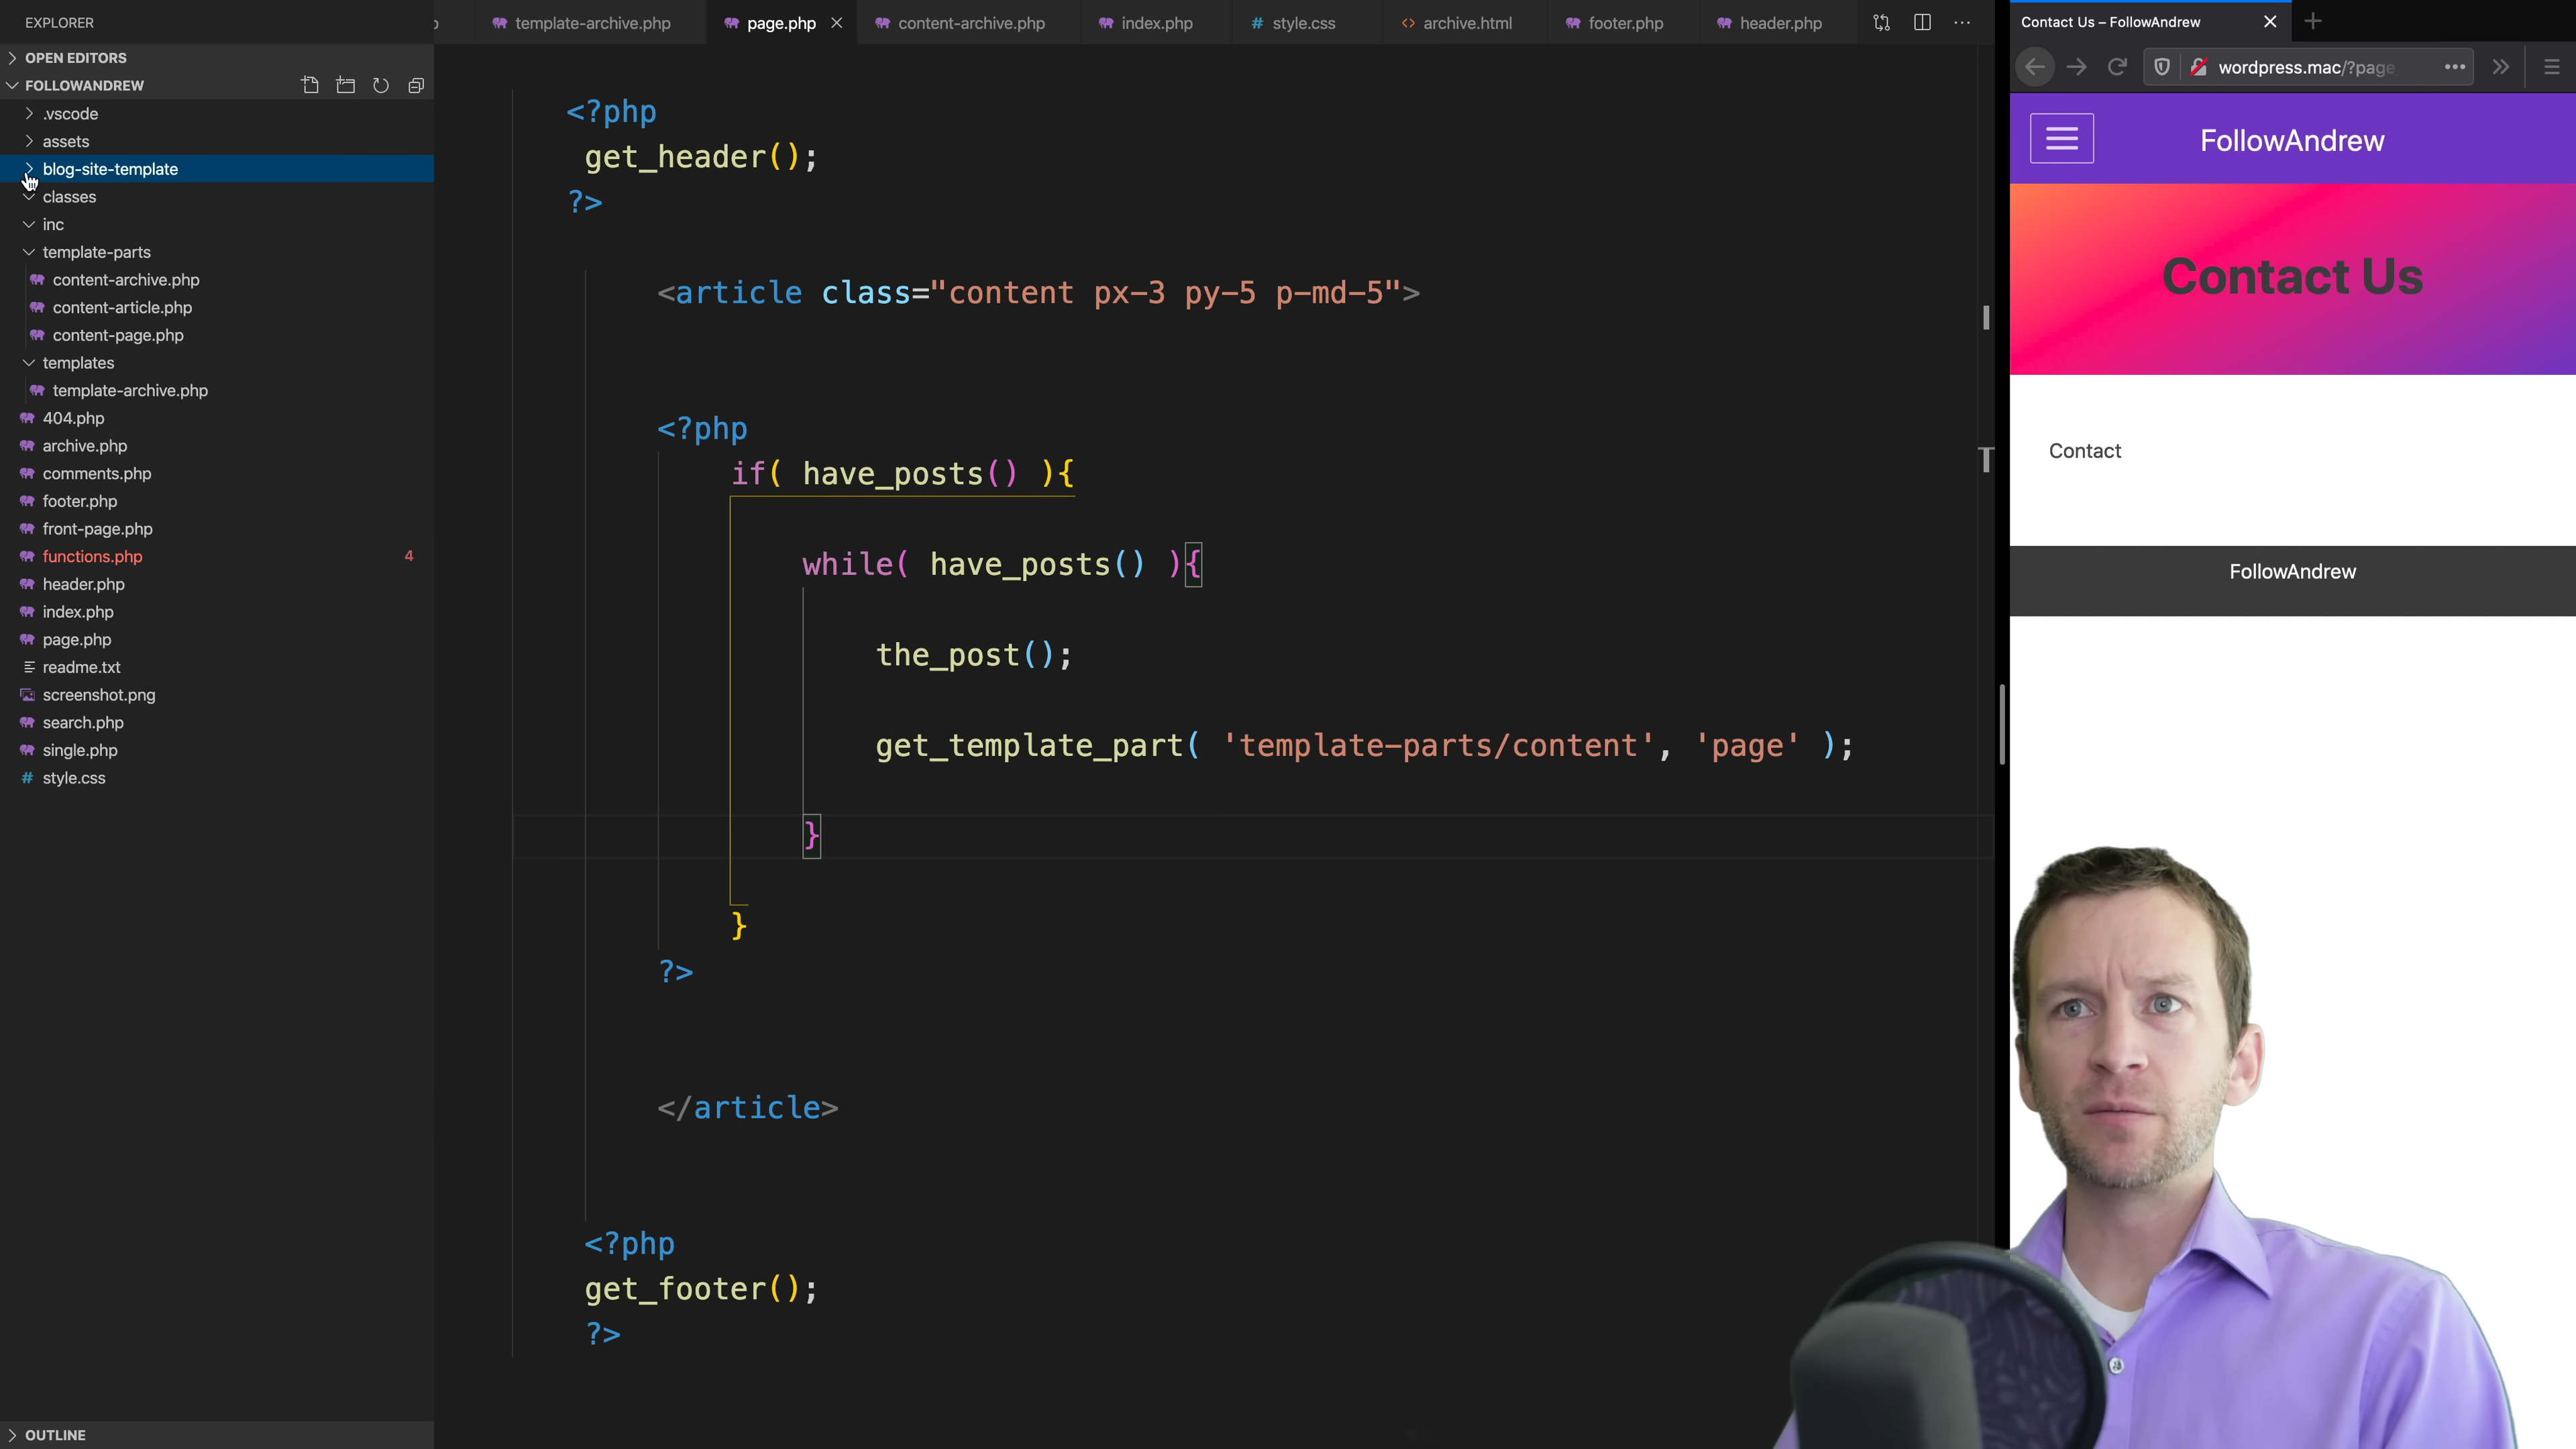 EXPLORER
OPEN EDITORS
FOLLOWANDREW
.vscode
assets
blog-site-template
classes
inc
template-parts
content-archive.php
content-article.php
content-page.php
templates
template-archive.php
404.php
archive.php
comments.php
footer.php
front-page.php
functions.php 4
header.php
index.php
page.php
readme.txt
screenshot.png
search.php
single.php
# style.css
OUTLINE
p template-archive.php page.php content-archive.php index.php # style.css <> archive.html footer.php header.php
<?php
get_header();
?>
<article class="content px-3 py-5 p-md-5">
<?php
if( have_posts() ){
while( have_posts() ){
the_post();
get_template_part( 'template-parts/content', 'page' );
}
}
?>
</article>
<?php
get_footer();
?>
Contact Us – FollowAndrew
wordpress.mac/?page_
FollowAndrew
Contact Us
Contact
FollowAndrew